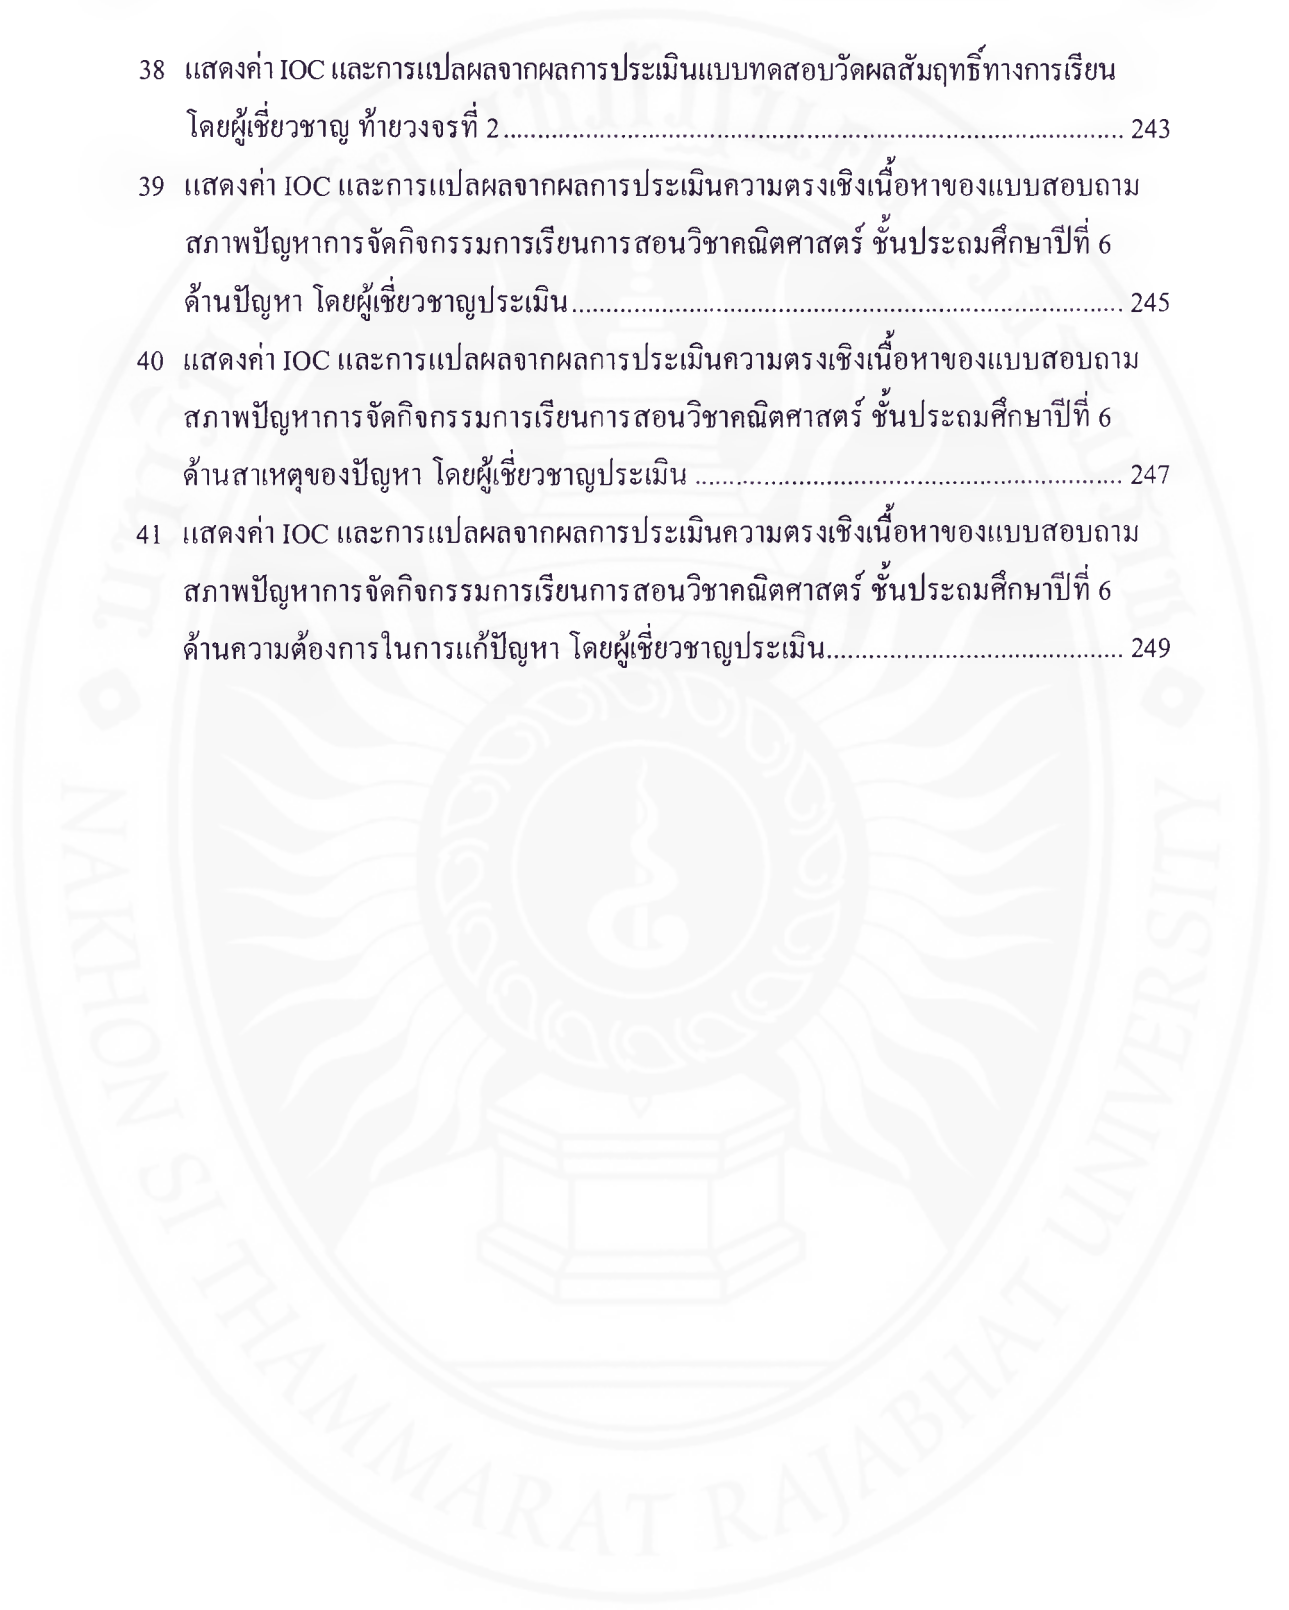 38 แสดงค่า IOC และการแปลผลจากผลการประเมินแบบทดสอบวัดผลสัมฤทธิ์ทางการเรียน
โดยผู้เชี่ยวชาญ ท้ายวงจรที่ 2.......................................................................................... 243
39 แสดงค่า IOC และการแปลผลจากผลการประเมินความตรงเชิงเนื้อหาของแบบสอบถาม
สภาพปัญหาการจัดกิจกรรมการเรียนการสอนวิชาคณิตศาสตร์ ชั้นประถมศึกษาปีที่ 6
ด้านปัญหา โดยผู้เชี่ยวชาญประเมิน................................................................................ 245
40 แสดงค่า IOC และการแปลผลจากผลการประเมินความตรงเชิงเนื้อหาของแบบสอบถาม
สภาพปัญหาการจัดกิจกรรมการเรียนการสอนวิชาคณิตศาสตร์ ชั้นประถมศึกษาปีที่ 6
ด้านสาเหตุของปัญหา โดยผู้เชี่ยวชาญประเมิน .............................................................. 247
41 แสดงค่า IOC และการแปลผลจากผลการประเมินความตรงเชิงเนื้อหาของแบบสอบถาม
สภาพปัญหาการจัดกิจกรรมการเรียนการสอนวิชาคณิตศาสตร์ ชั้นประถมศึกษาปีที่ 6
ด้านความต้องการในการแก้ปัญหา โดยผู้เชี่ยวชาญประเมิน........................................... 249
NAKHON SI THAMMARAT RAJABHAT UNIVERSITY